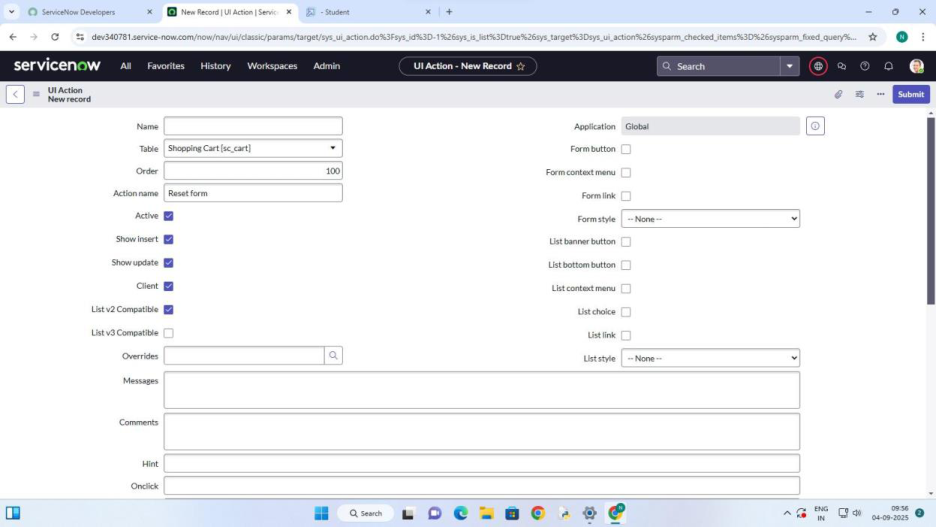 ServiceNow Developers
New Record | UI Action | Servic
- Student
dev340781.service-now.com/now/nav/ui/classic/params/target/sys_ui_action.do%3Fsys_id%3D-1%26sys_is_list%3Dtrue%26sys_target%3Dsys_ui_action%26sysparm_checked_items%3D%26sysparm_fixed_query%...
N
servicenow
All
Favorites
History
Workspaces
Admin
UI Action - New Record
Search
UI Action
New record
Submit
Name
Application
Global
Table
Shopping Cart [sc_cart]
Form button
Order
100
Form context menu
Action name
Reset form
Form link
Active
Form style
-- None --
Show insert
List banner button
Show update
List bottom button
Client
List context menu
List v2 Compatible
List choice
List v3 Compatible
List link
Overrides
List style
-- None --
Messages
Comments
Hint
Onclick
Search
ENG
IN
09:56
04-09-2025
2